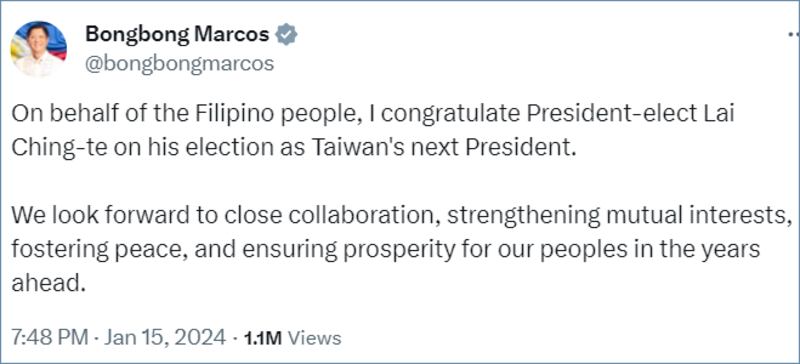 Bongbong Marcos
@bongbongmarcos
On behalf of the Filipino people, I congratulate President-elect Lai
Ching-te on his election as Taiwan's next President.
We look forward to close collaboration, strengthening mutual interests,
fostering peace, and ensuring prosperity for our peoples in the years
ahead.
7:48 PM · Jan 15, 2024 · 1.1M Views